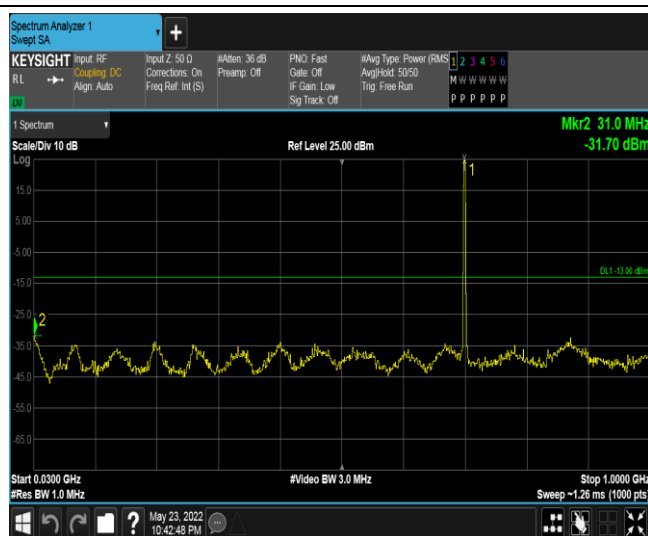 Spectrum Analyzer 1
Swept SA
+
KEYSIGHT Input: RF Input Z: 50 Ω #Atten: 36 dB PNO: Fast #Avg Type: Power (RMS 1 2 3 4 5 6
RL Coupling: DC Corrections: On Preamp: Off Gate: Off Avg|Hold: 50/50 M W W W W W
Align: Auto Freq Ref: Int (S) IF Gain: Low Trig: Free Run
Sig Track: Off P P P P P P
1 Spectrum
Mkr2 31.0 MHz
Scale/Div 10 dB Ref Level 25.00 dBm -31.70 dBm
Log
1
15.0
5.00
-5.00
DL1 -13.00 dBm
-15.0
-25.0
2
-35.0
-45.0
-55.0
-65.0
Start 0.0300 GHz #Video BW 3.0 MHz Stop 1.0000 GHz
#Res BW 1.0 MHz Sweep ~1.26 ms (1000 pts)
? May 23, 2022
10:42:48 PM